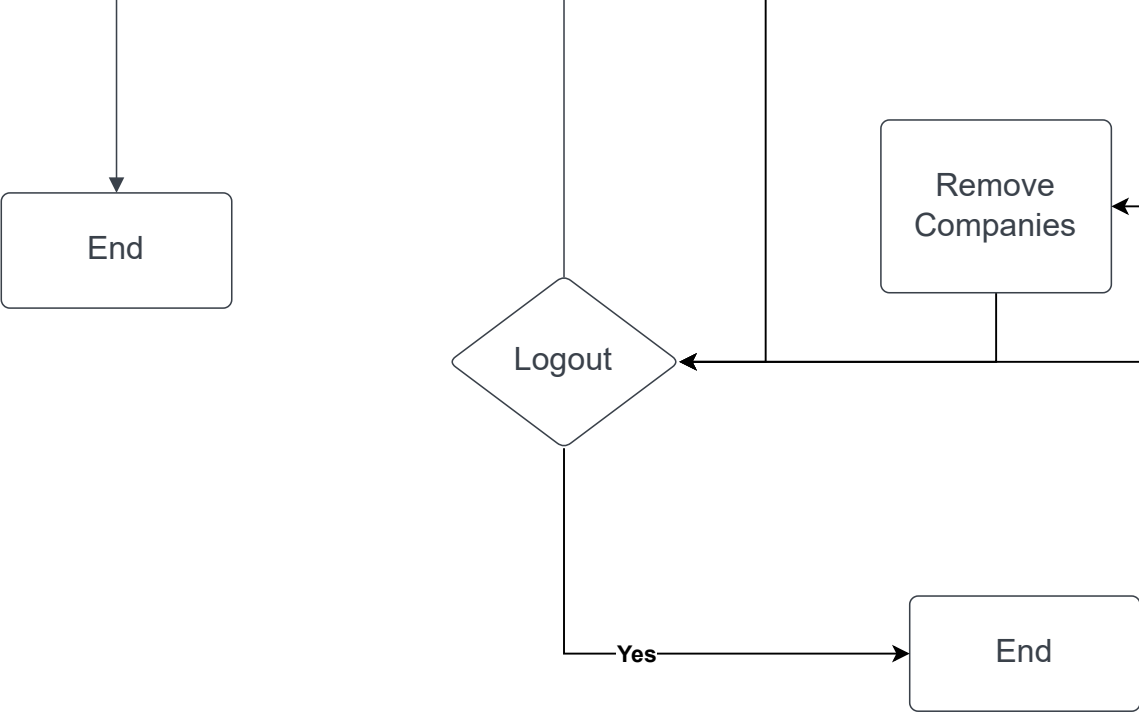 Remove
Companies
End
Logout
Yes
End